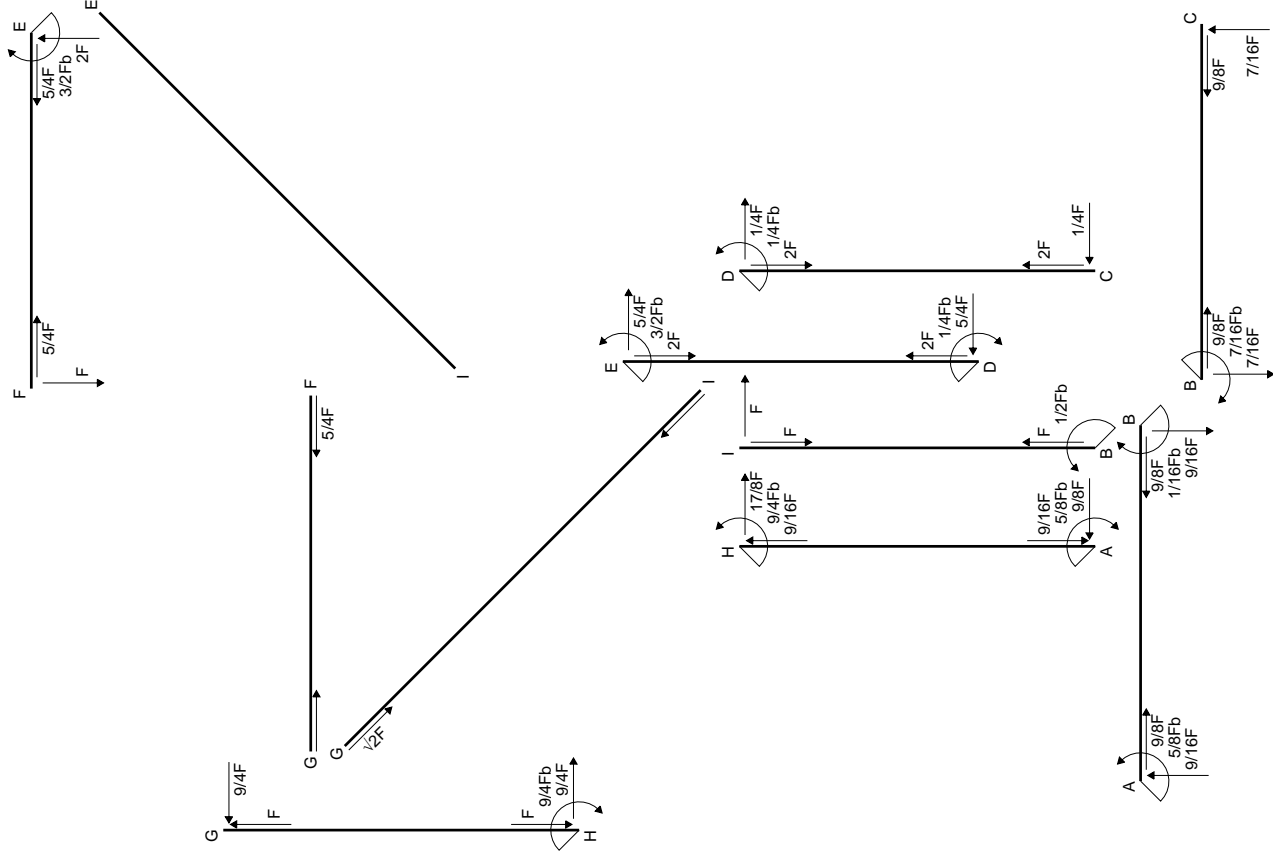 F
F
5/4F
E
5/4F
3/2Fb
2F
E
I
G
F
5/4F
G
√2F
I
G
9/4F
F
F
9/4Fb
9/4F
H
E
5/4F
3/2Fb
2F
2F
1/4Fb
5/4F
D
D
1/4F
1/4Fb
2F
2F
1/4F
C
I
F
F
F
1/2Fb
B
H
17/8F
9/4Fb
9/16F
9/16F
5/8Fb
9/8F
A
A
9/8F
5/8Fb
9/16F
B
9/8F
1/16Fb
9/16F
B
9/8F
7/16Fb
7/16F
C
9/8F
7/16F